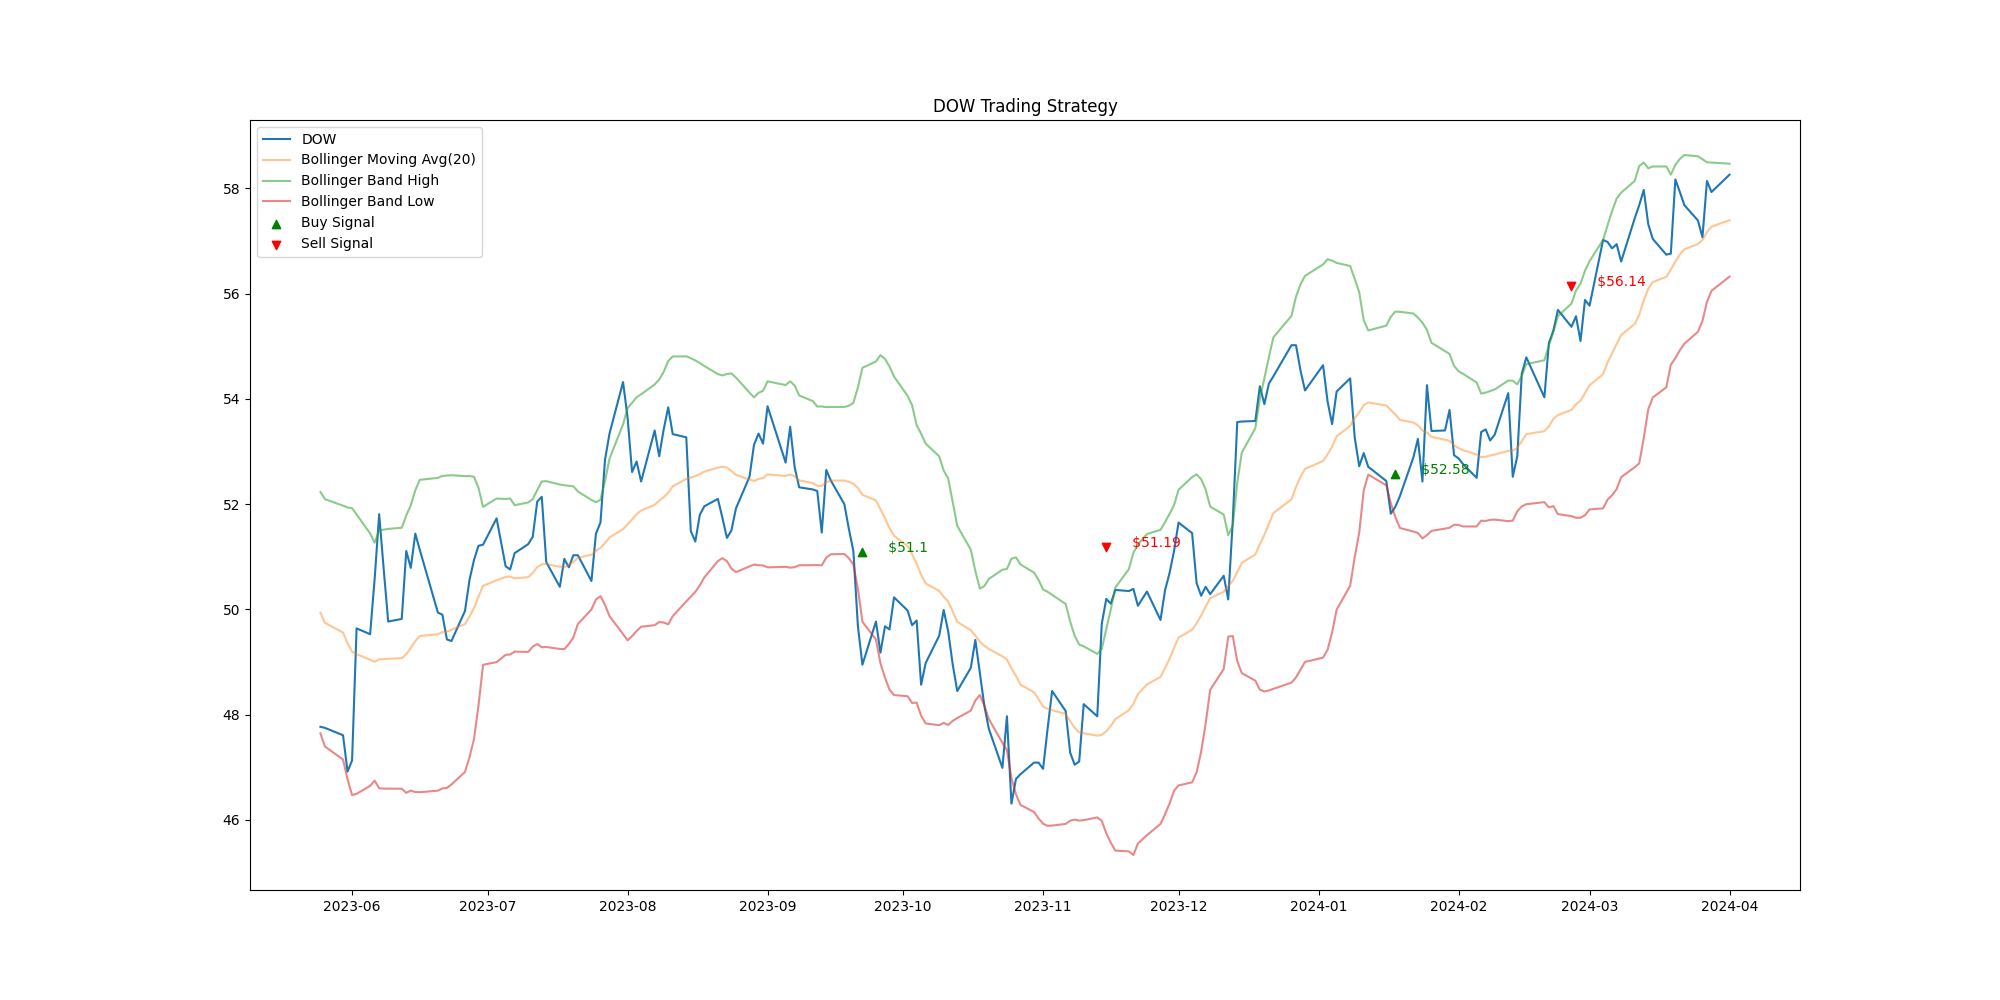 DOW Trading Strategy
DOW
Bollinger Moving Avg(20)
Bollinger Band High
Bollinger Band Low
Buy Signal
Sell Signal
58
56
54
52
50
48
46
$56.14
$52.58
$51.1
$51.19
2023-06 2023-07 2023-08 2023-09 2023-10 2023-11 2023-12 2024-01 2024-02 2024-03 2024-04